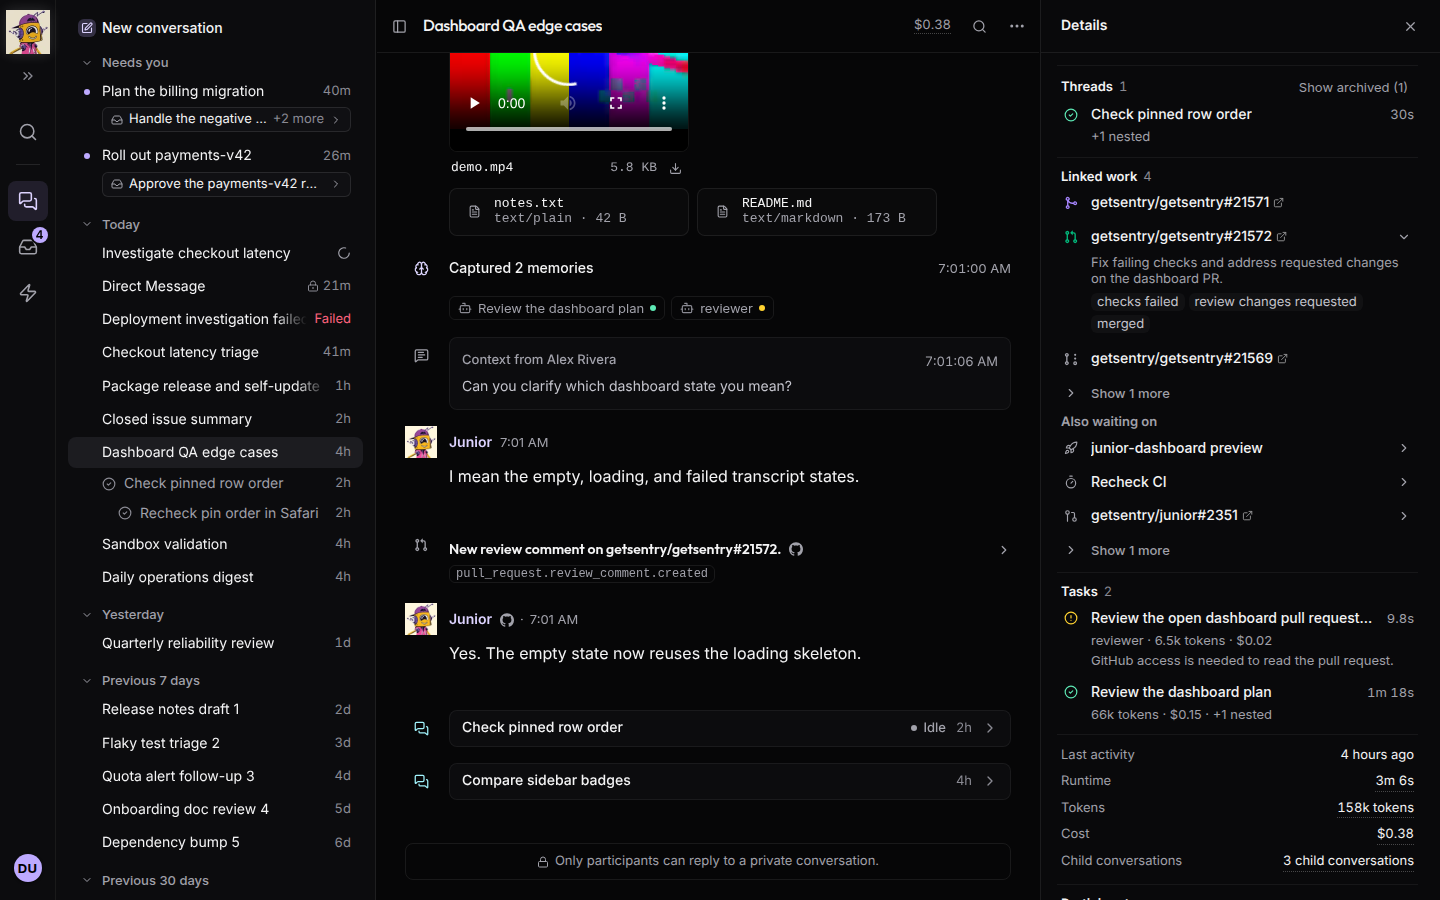 New conversation
Needs you
Plan the billing migration 40m
Handle the negative ... +2 more
Roll out payments-v42 26m
Approve the payments-v42 r...
Today
4
Investigate checkout latency
Direct Message 21m
Deployment investigation failed Failed
Checkout latency triage 41m
Package release and self-update 1h
Closed issue summary 2h
Dashboard QA edge cases 4h
Check pinned row order 2h
Recheck pin order in Safari 2h
Sandbox validation 4h
Daily operations digest 4h
Yesterday
Quarterly reliability review 1d
Previous 7 days
Release notes draft 1 2d
Flaky test triage 2 3d
Quota alert follow-up 3 4d
Onboarding doc review 4 5d
Dependency bump 5 6d
Previous 30 days
DU
Dashboard QA edge cases $0.38
0:00
demo.mp4 5.8 KB
notes.txt
text/plain · 42 B
README.md
text/markdown · 173 B
Captured 2 memories 7:01:00 AM
Review the dashboard plan reviewer
Context from Alex Rivera 7:01:06 AM
Can you clarify which dashboard state you mean?
Junior 7:01 AM
I mean the empty, loading, and failed transcript states.
New review comment on getsentry/getsentry#21572.
pull_request.review_comment.created
Junior · 7:01 AM
Yes. The empty state now reuses the loading skeleton.
Check pinned row order Idle 2h
Compare sidebar badges 4h
Only participants can reply to a private conversation.
Details
Threads 1 Show archived (1)
Check pinned row order 30s
+1 nested
Linked work 4
getsentry/getsentry#21571
getsentry/getsentry#21572
Fix failing checks and address requested changes
on the dashboard PR.
checks failed review changes requested
merged
getsentry/getsentry#21569
Show 1 more
Also waiting on
junior-dashboard preview
Recheck CI
getsentry/junior#2351
Show 1 more
Tasks 2
Review the open dashboard pull request... 9.8s
reviewer · 6.5k tokens · $0.02
GitHub access is needed to read the pull request.
Review the dashboard plan 1m 18s
66k tokens · $0.15 · +1 nested
Last activity 4 hours ago
Runtime 3m 6s
Tokens 158k tokens
Cost $0.38
Child conversations 3 child conversations